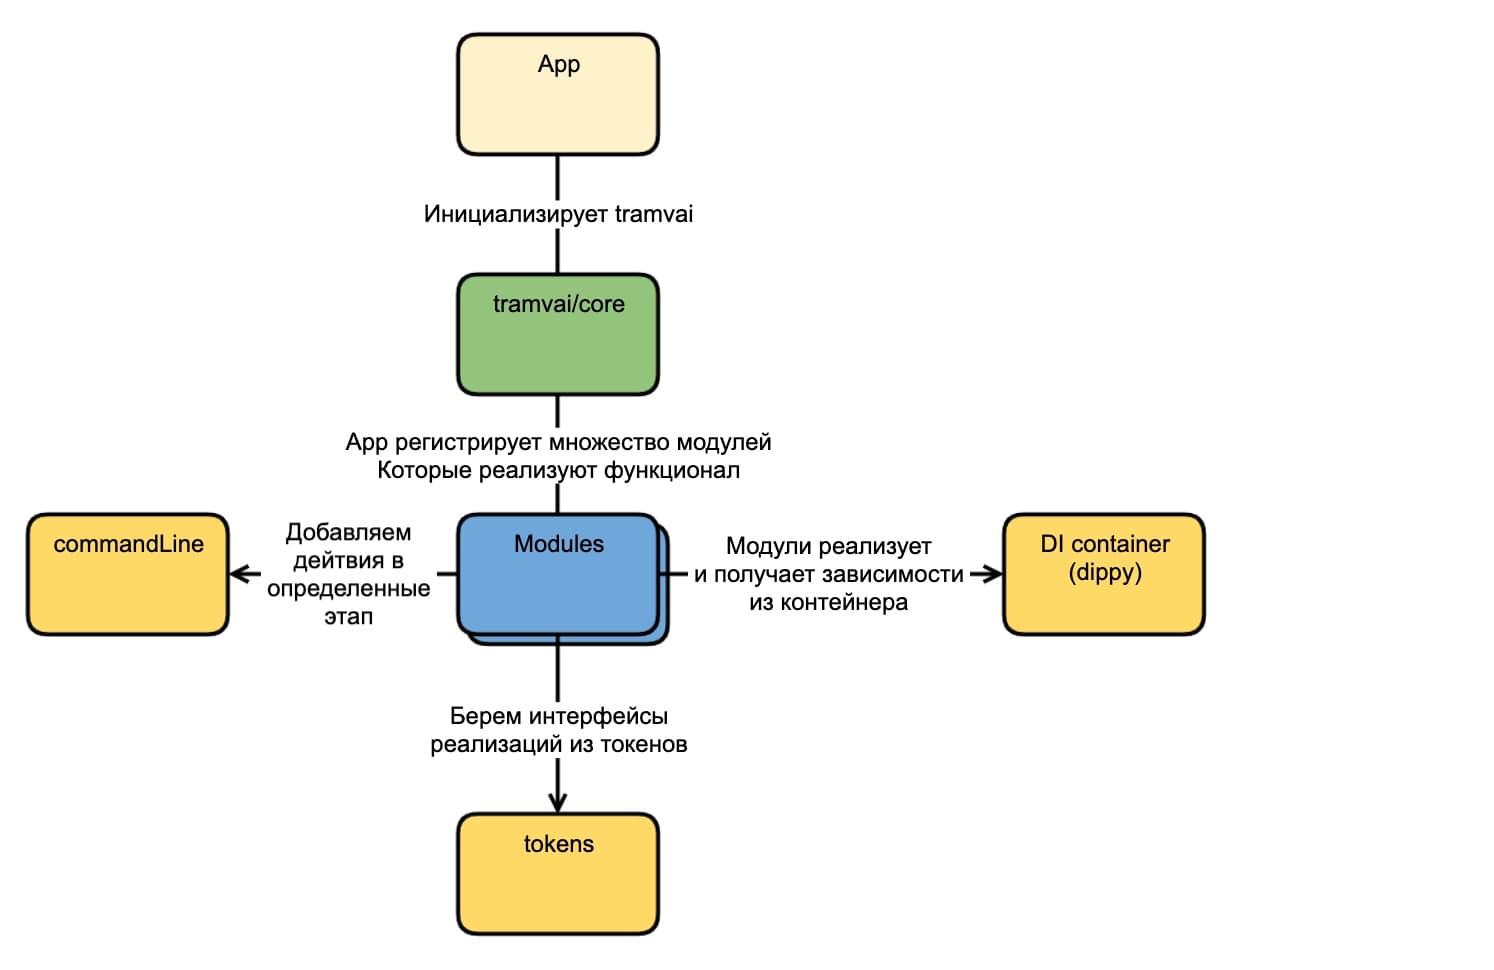 App
Инициализирует tramvai
tramvai/core
App регистрирует множество модулей
Которые реализуют функционал
commandLine
Добавляем
дейтвия в
определенные
этап
Modules
Модули реализует
и получает зависимости
из контейнера
DI container
(dippy)
Берем интерфейсы
реализаций из токенов
tokens